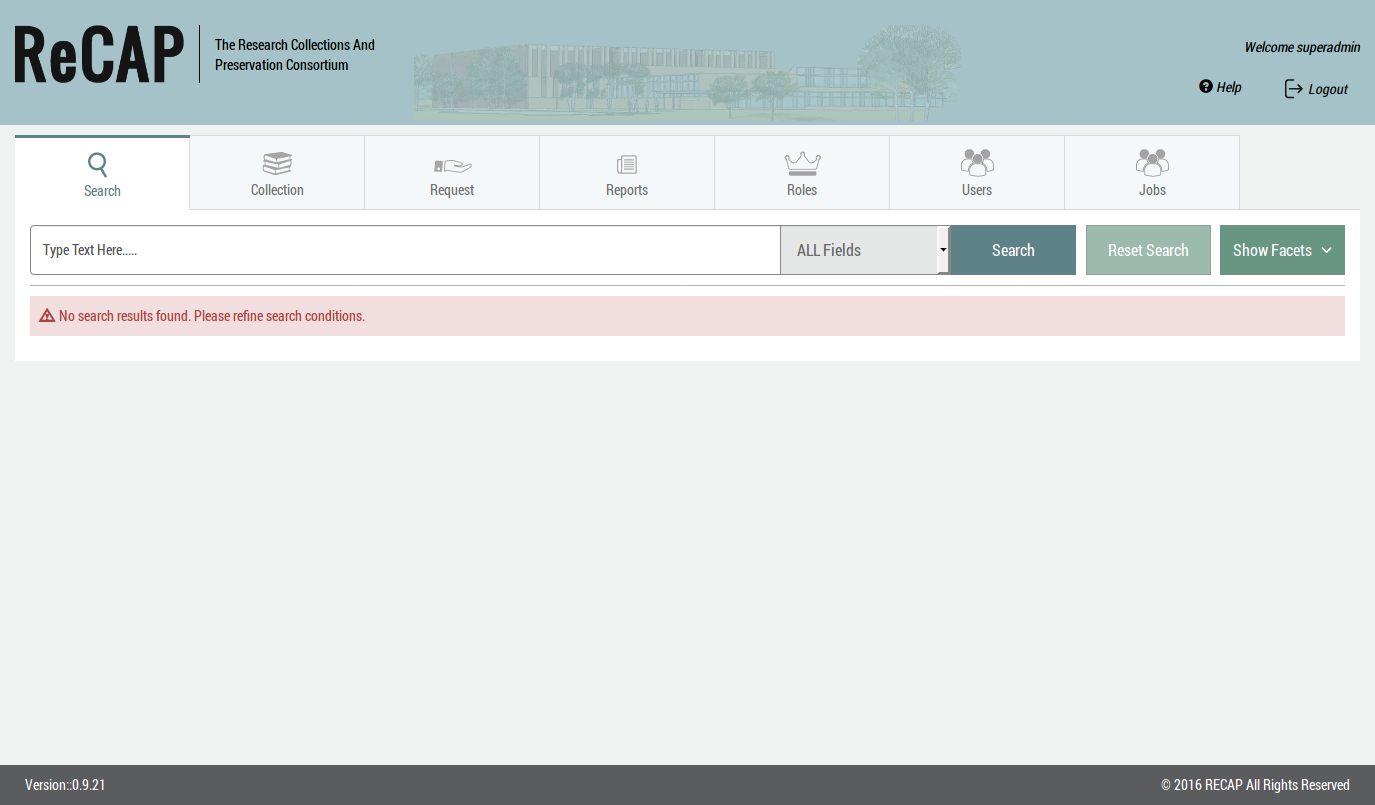 ReCAP
The Research Collections And
Preservation Consortium
Welcome superadmin
Help
Logout
Search
Collection
Request
Reports
Roles
Users
Jobs
Type Text Here.....
ALL Fields
Search
Reset Search
Show Facets
No search results found. Please refine search conditions.
Version::0.9.21
© 2016 RECAP All Rights Reserved